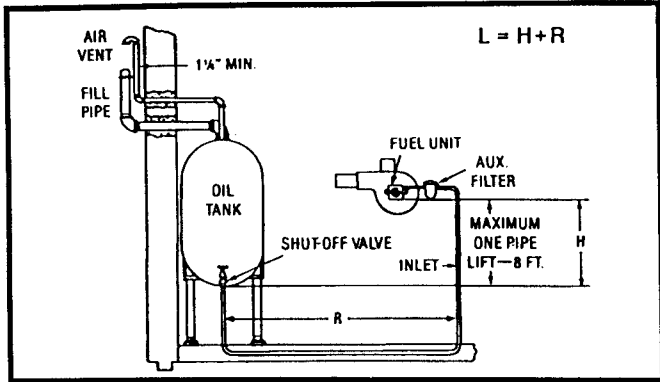 L = H+R
AIR
VENT
1¼" MIN.
FILL
PIPE
FUEL UNIT
AUX.
FILTER
OIL
TANK
MAXIMUM
ONE PIPE
LIFT—8 FT.
H
SHUT-OFF VALVE
INLET
R